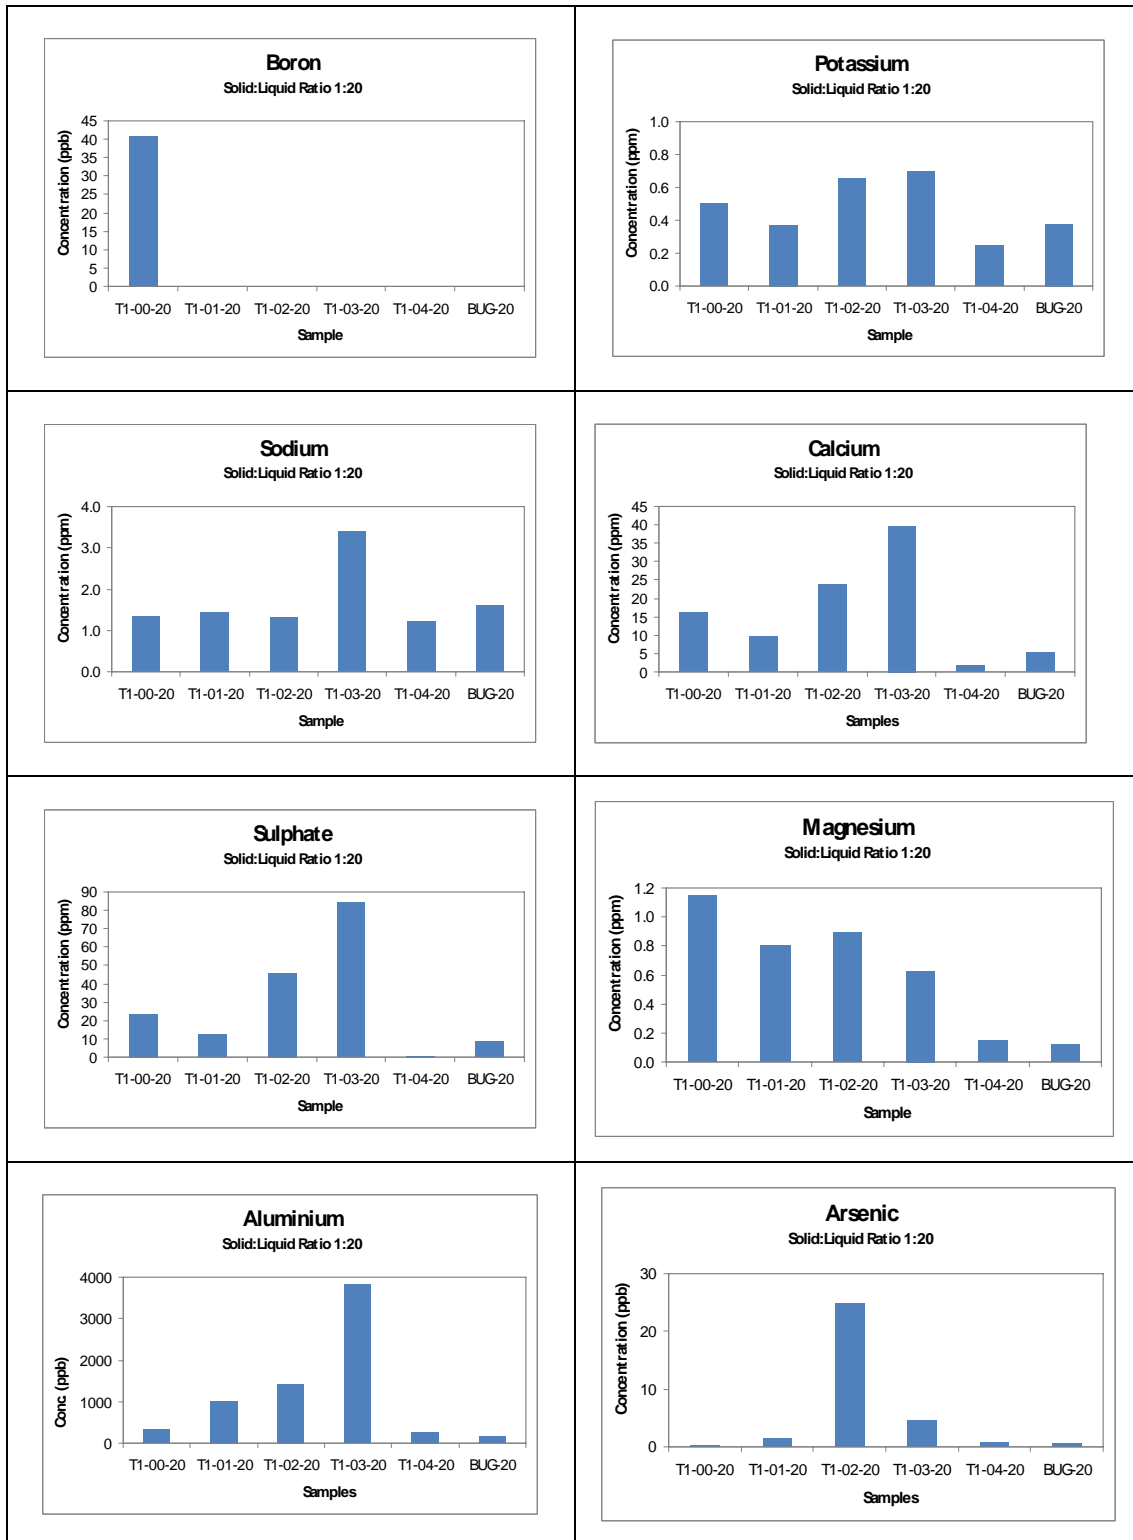 Boron
Solid:Liquid Ratio 1:20
Concentration (ppb)
45
40
35
30
25
20
15
10
5
0
T1-00-20 T1-01-20 T1-02-20 T1-03-20 T1-04-20 BUG-20
Sample
Potassium
Solid:Liquid Ratio 1:20
Concentration (ppm)
1.0
0.8
0.6
0.4
0.2
0.0
T1-00-20 T1-01-20 T1-02-20 T1-03-20 T1-04-20 BUG-20
Sample
Sodium
Solid:Liquid Ratio 1:20
Concentration (ppm)
4.0
3.0
2.0
1.0
0.0
T1-00-20 T1-01-20 T1-02-20 T1-03-20 T1-04-20 BUG-20
Sample
Calcium
Solid:Liquid Ratio 1:20
Concentration (ppm)
45
40
35
30
25
20
15
10
5
0
T1-00-20 T1-01-20 T1-02-20 T1-03-20 T1-04-20 BUG-20
Samples
Sulphate
Solid:Liquid Ratio 1:20
Concentration (ppm)
90
80
70
60
50
40
30
20
10
0
T1-00-20 T1-01-20 T1-02-20 T1-03-20 T1-04-20 BUG-20
Sample
Magnesium
Solid:Liquid Ratio 1:20
Concentration (ppm)
1.2
1.0
0.8
0.6
0.4
0.2
0.0
T1-00-20 T1-01-20 T1-02-20 T1-03-20 T1-04-20 BUG-20
Sample
Aluminium
Solid:Liquid Ratio 1:20
Conc. (ppb)
4000
3000
2000
1000
0
T1-00-20 T1-01-20 T1-02-20 T1-03-20 T1-04-20 BUG-20
Samples
Arsenic
Solid:Liquid Ratio 1:20
Concentration (ppb)
30
20
10
0
T1-00-20 T1-01-20 T1-02-20 T1-03-20 T1-04-20 BUG-20
Samples